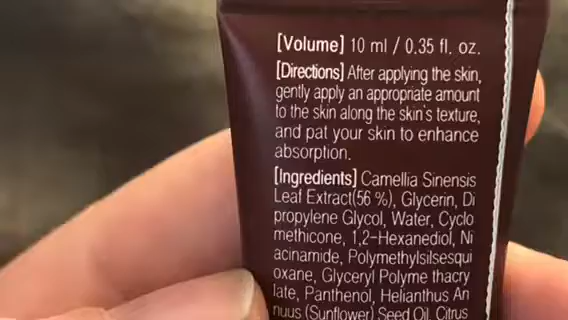 [Volume] 10 ml / 0.35 fl. oz.
[Directions] After applying the skin,
gently apply an appropriate amount
to the skin along the skin's texture,
and pat your skin to enhance
absorption.
[Ingredients] Camellia Sinensis
Leaf Extract(56 %), Glycerin, Di
propylene Glycol, Water, Cyclo
methicone, 1,2-Hexanediol, Ni
acinamide, Polymethylsilsesqui
oxane, Glyceryl Polyme thacry
late, Panthenol, Helianthus An
nuus (Sunflower) Seed Oil, Citrus